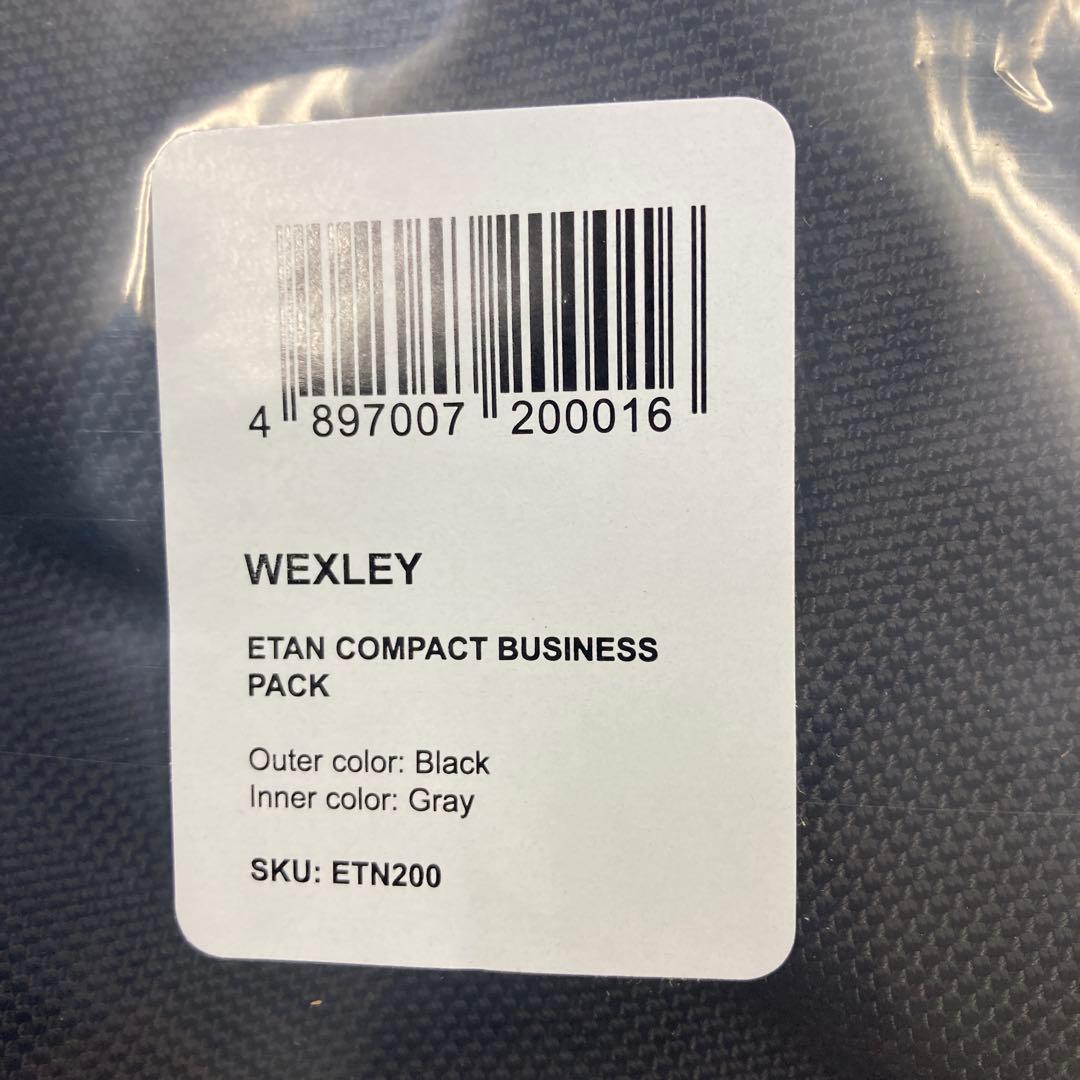 4 897007 200016
WEXLEY
ETAN COMPACT BUSINESS
PACK
Outer color: Black
Inner color: Gray
SKU: ETN200